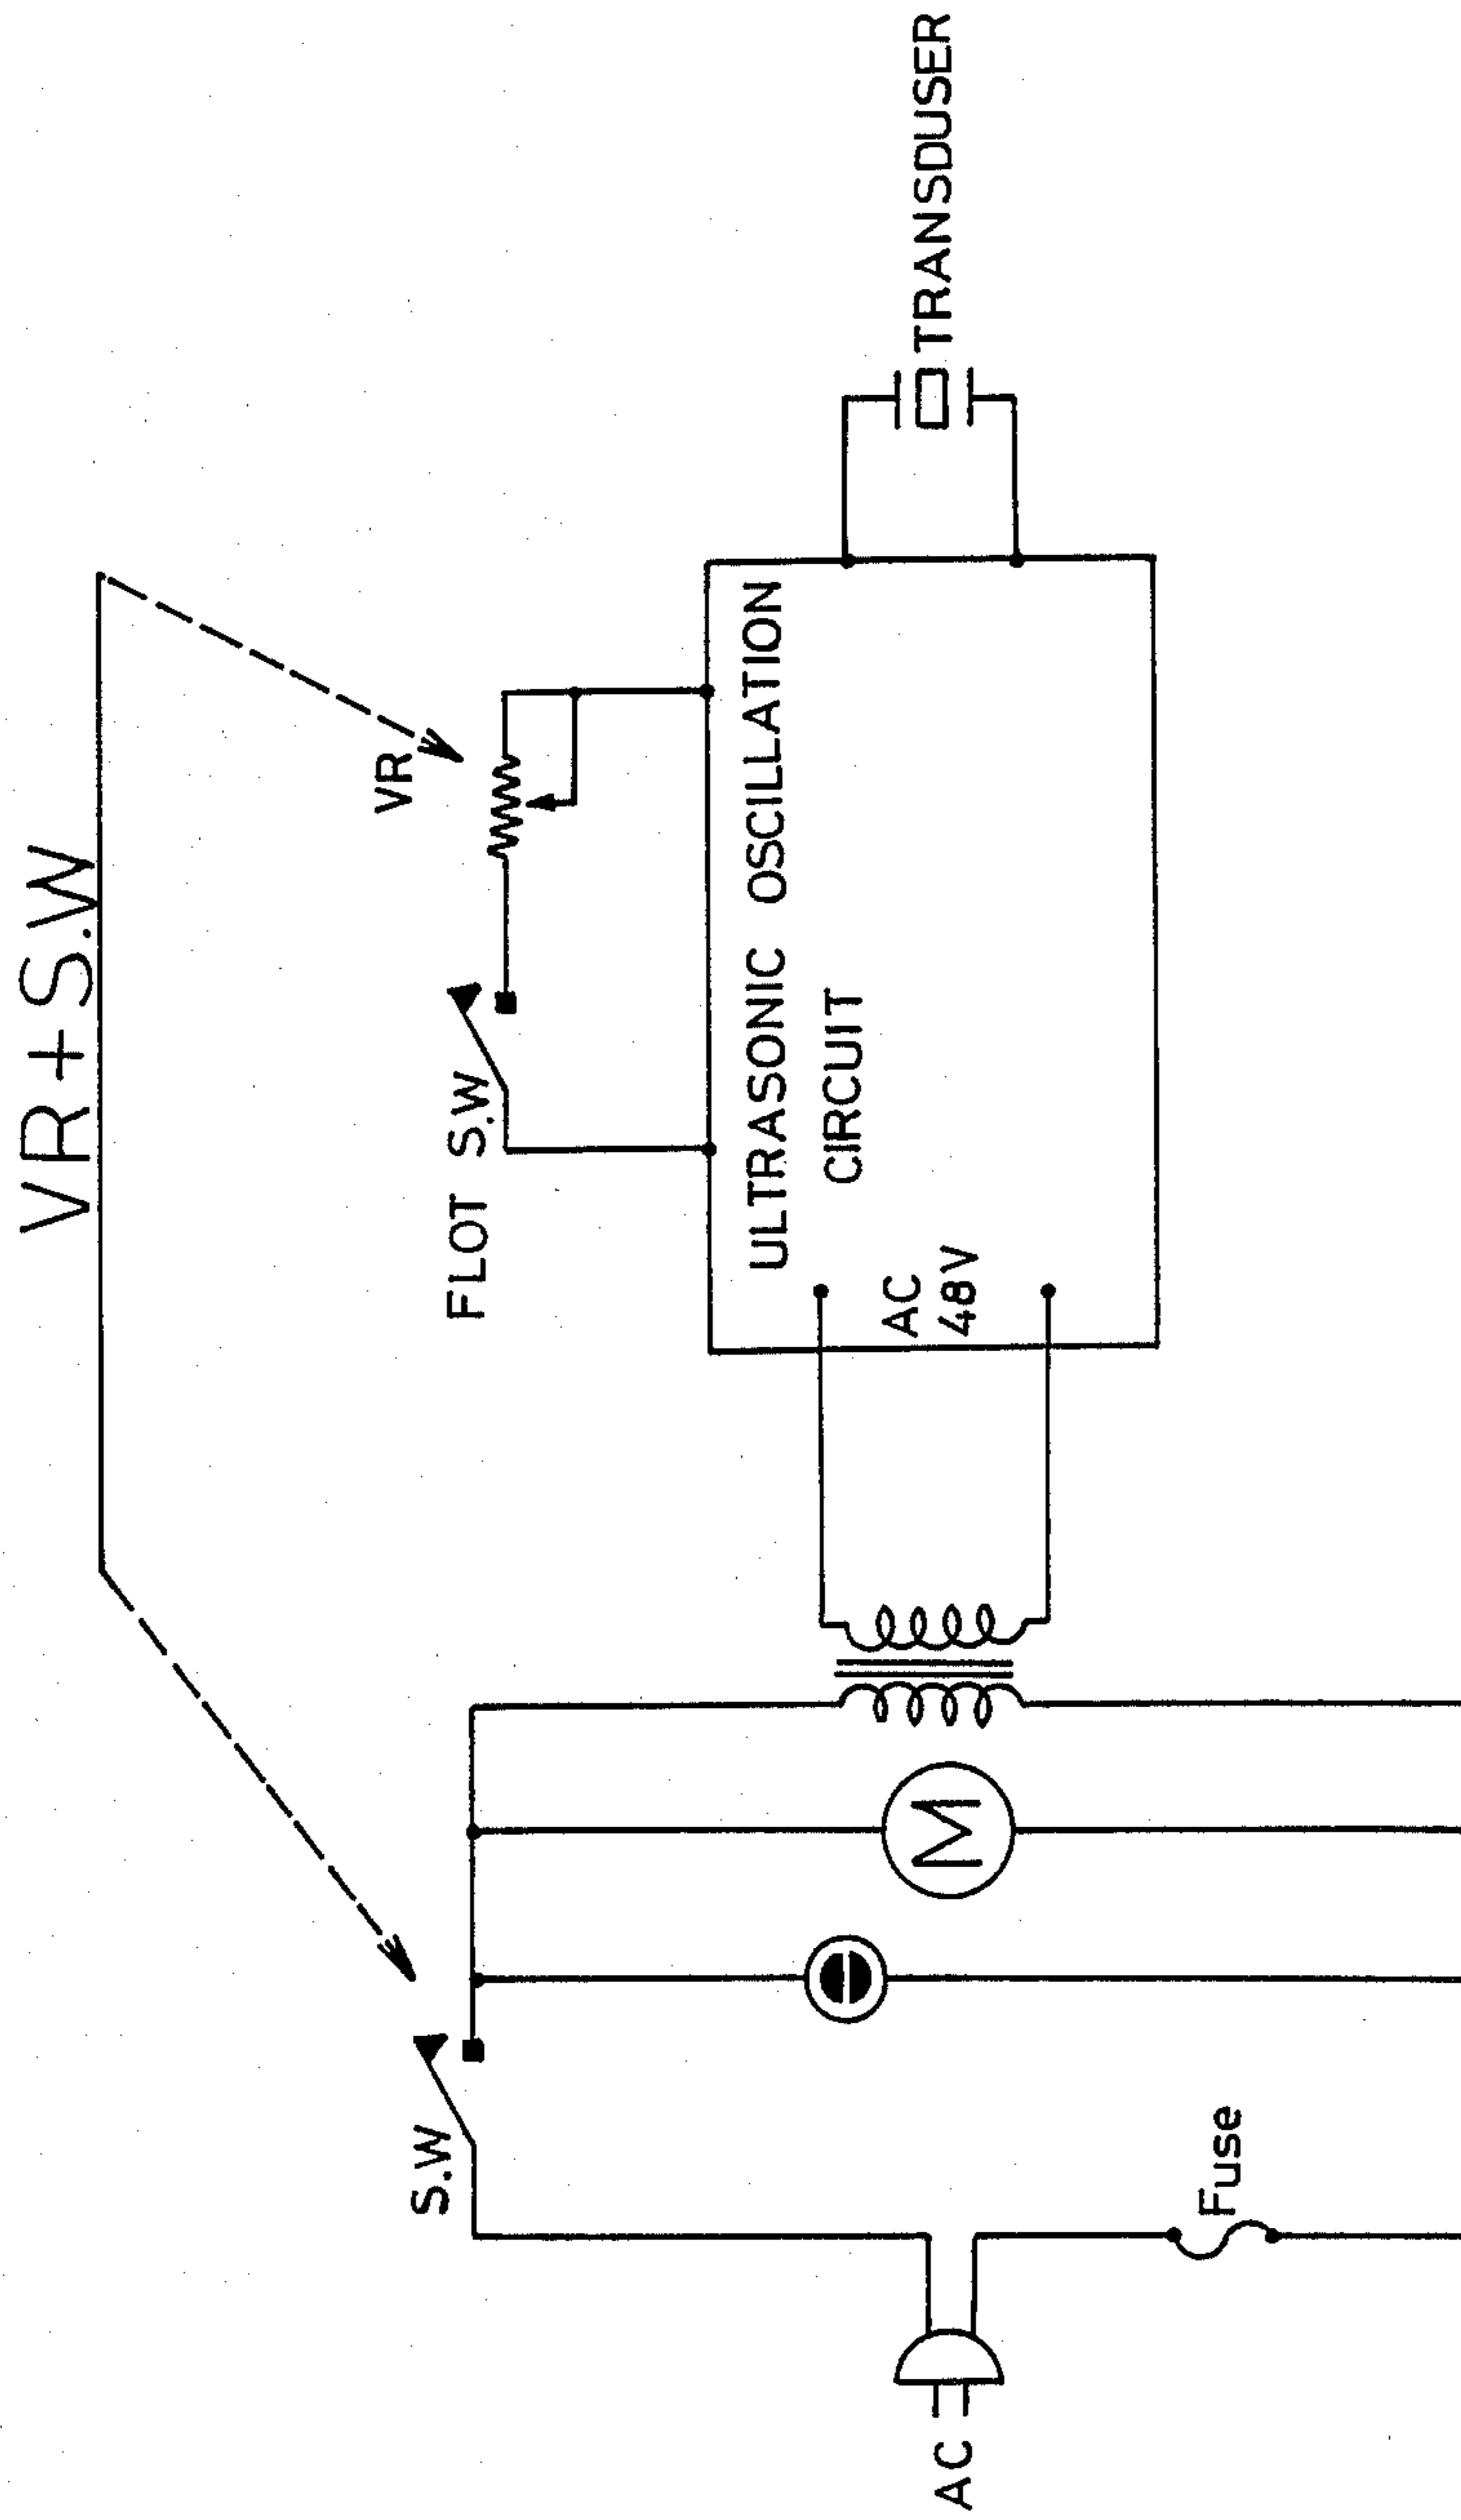 VR+S.W
VR
S.W
FLOT S.W
ULTRASONIC OSCILLATION
CIRCUIT
AC
48V
TRANSDUSER
M
AC
Fuse